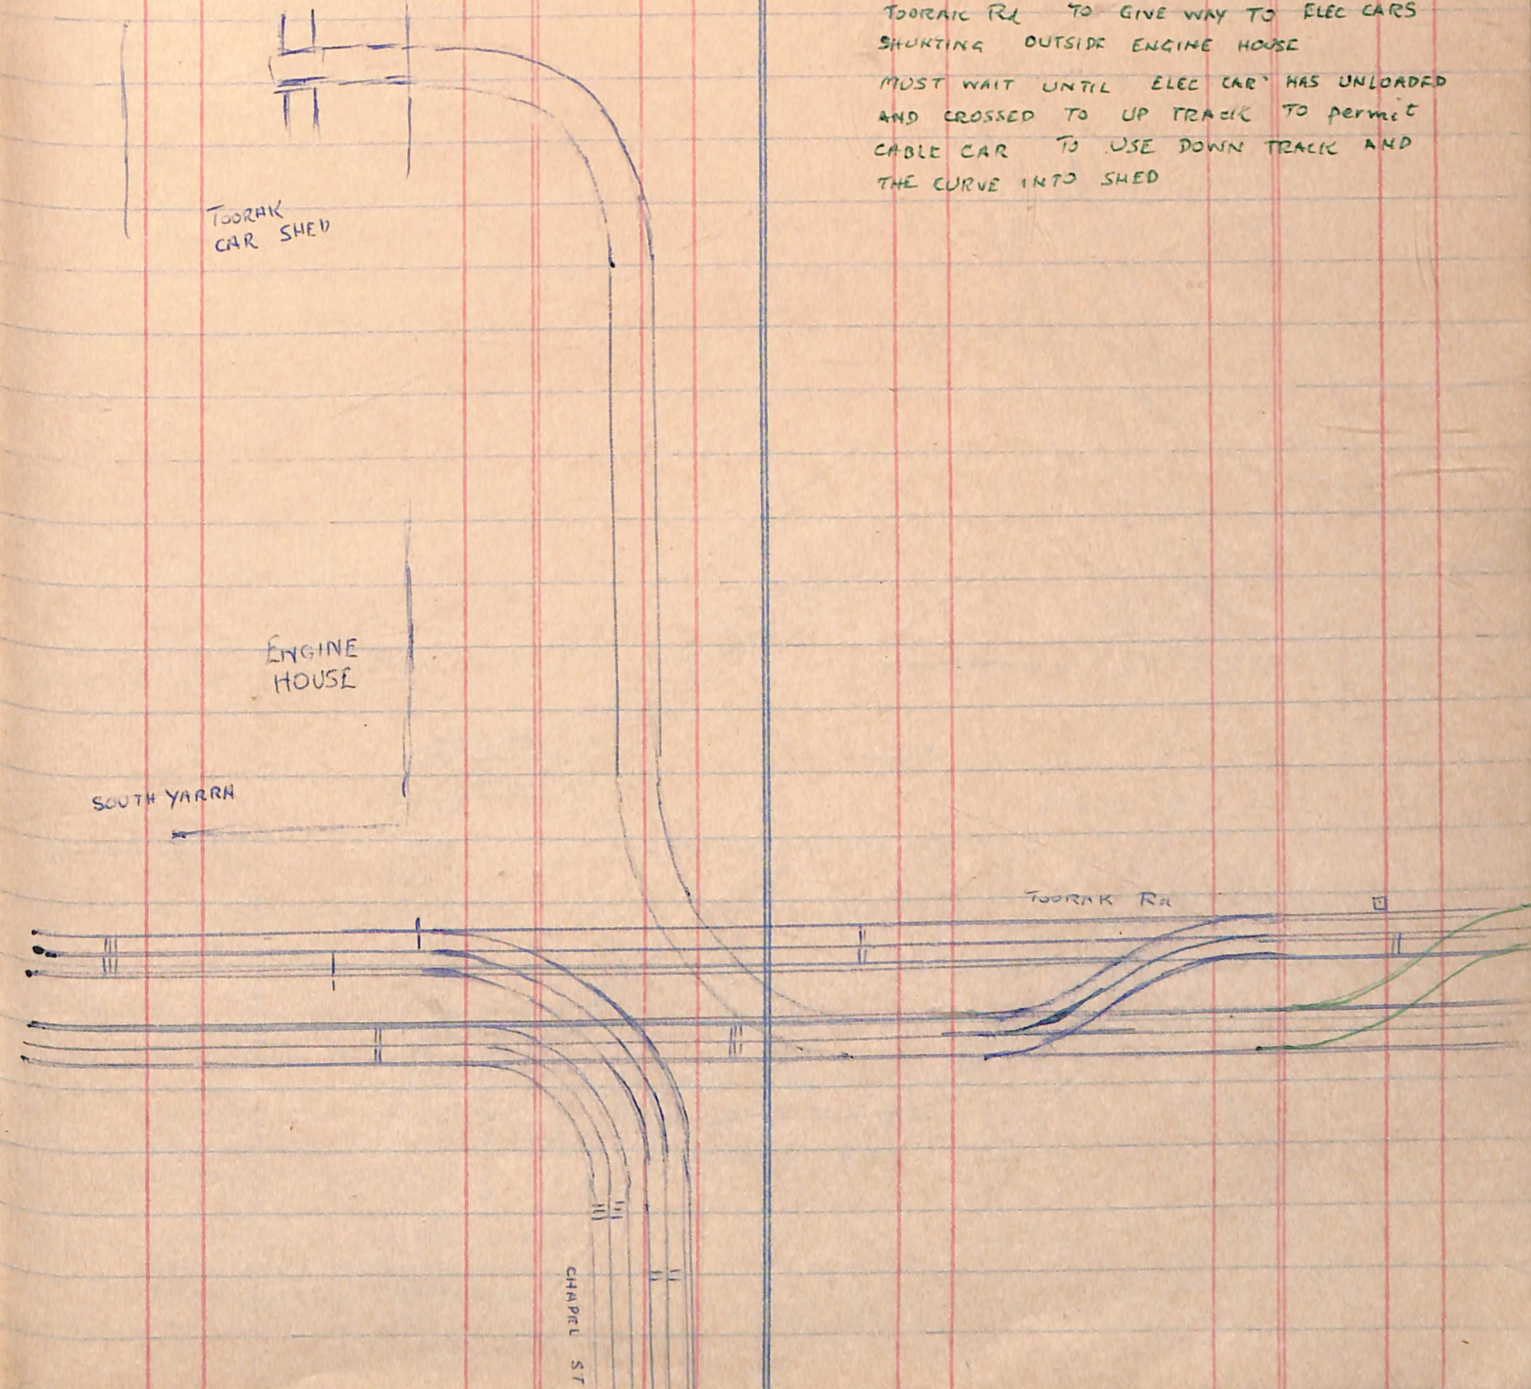 TOORAK Rd TO GIVE WAY TO ELEC CARS
SHUNTING OUTSIDE ENGINE HOUSE
MUST WAIT UNTIL ELEC CAR HAS UNLOADED
AND CROSSED TO UP TRACK TO permit
CABLE CAR TO USE DOWN TRACK AND
THE CURVE INTO SHED
TOORAK
CAR SHED
ENGINE
HOUSE
SOUTH YARRA
TOORAK Rd
CHAPEL ST